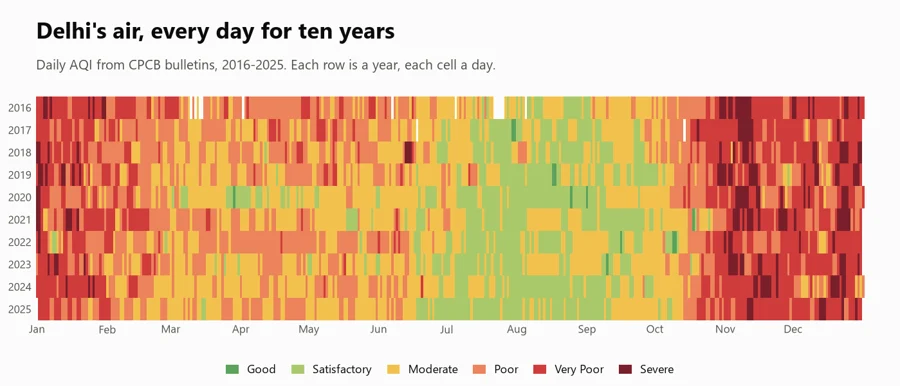 Delhi's air, every day for ten years
Daily AQI from CPCB bulletins, 2016-2025. Each row is a year, each cell a day.
2016
2017
2018
2019
2020
2021
2022
2023
2024
2025
Jan Feb Mar Apr May Jun Jul Aug Sep Oct Nov Dec
Good Satisfactory Moderate Poor Very Poor Severe